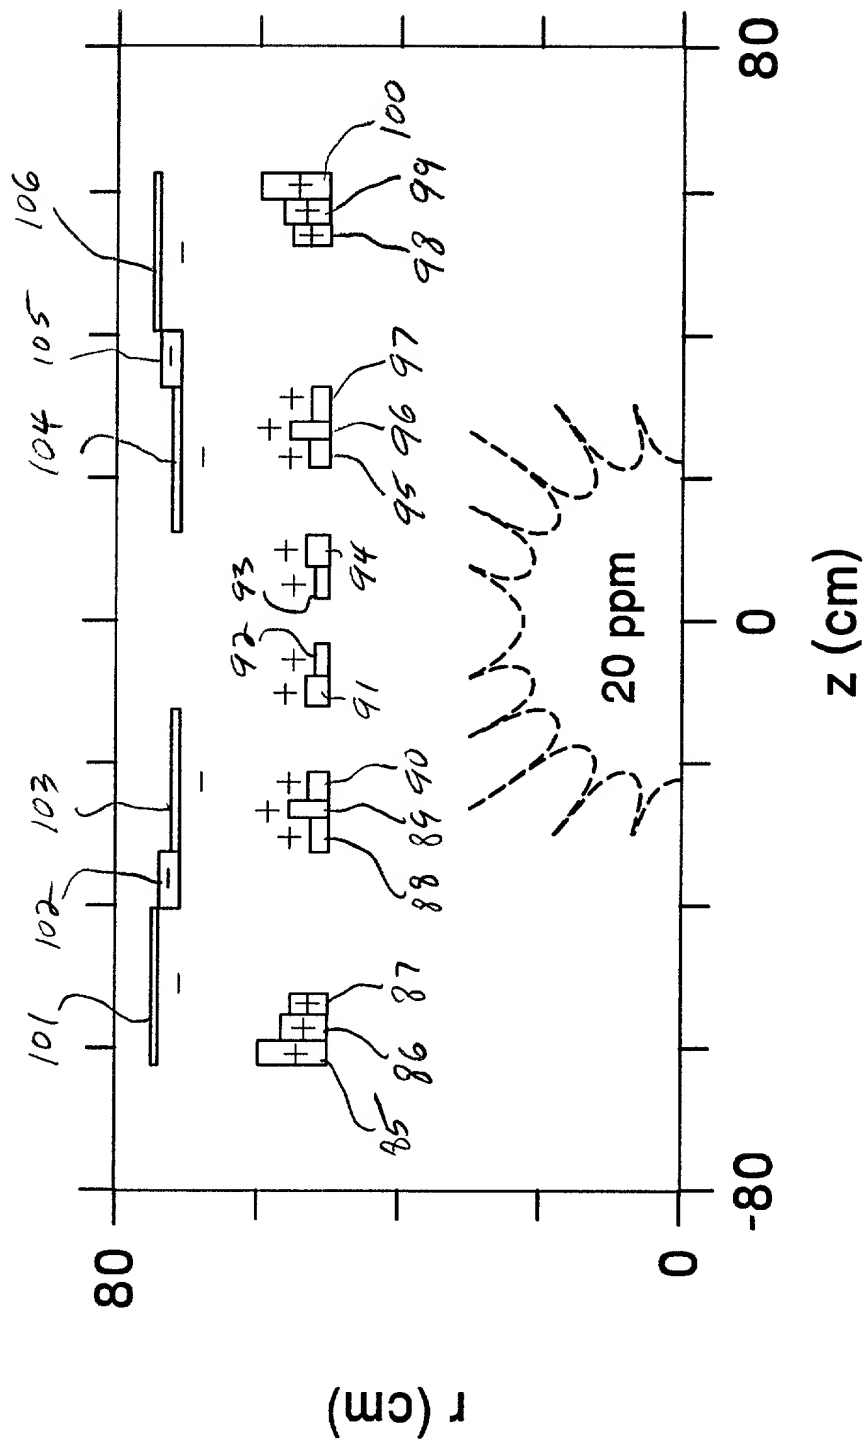 101 102 103 104 105 106
80
+ + + + + + + + + + + + + +
− − − − − −
92 93
85 86 87 88 89 90 91 94 95 96 97 98 99 100
20 ppm
0
-80 0 80
r (cm)
z (cm)